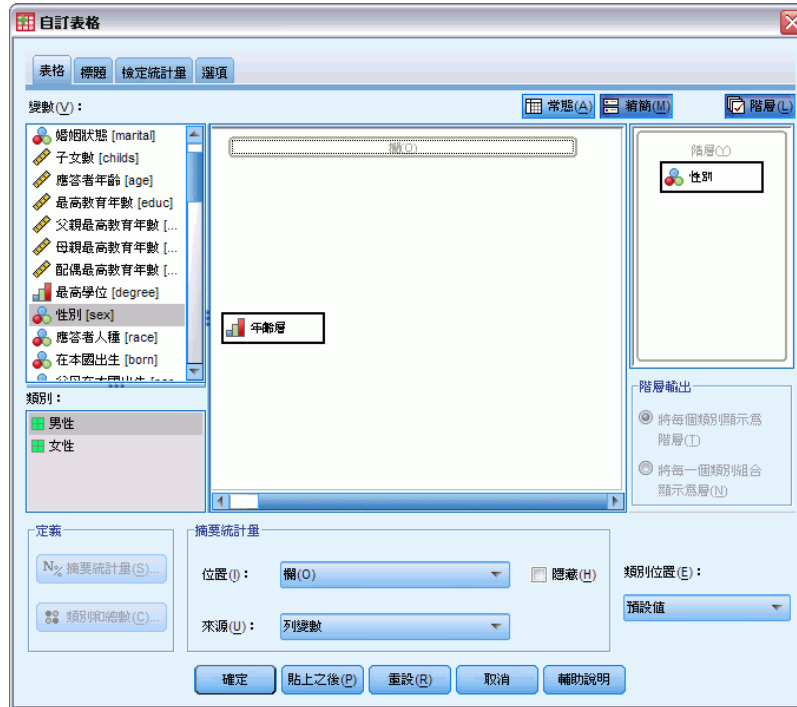 自訂表格
表格 標題 檢定統計量 選項
變數(V)：
常態(A) 精簡(M) 階層(L)
婚姻狀態 [marital]
子女數 [childs]
應答者年齡 [age]
最高教育年數 [educ]
父親最高教育年數 [...
母親最高教育年數 [...
配偶最高教育年數 [...
最高學位 [degree]
性別 [sex]
應答者人種 [race]
在本國出生 [born]
欄(O)
年齡層
階層(Y)
性別
類別：
男性
女性
階層輸出
將每個類別顯示為
階層(T)
將每一個類別組合
顯示為層(N)
定義
N% 摘要統計量(S)...
類別和總數(C)...
摘要統計量
位置(I)： 欄(O) 隱藏(H)
來源(U)： 列變數
類別位置(E)：
預設值
確定 貼上之後(P) 重設(R) 取消 輔助說明